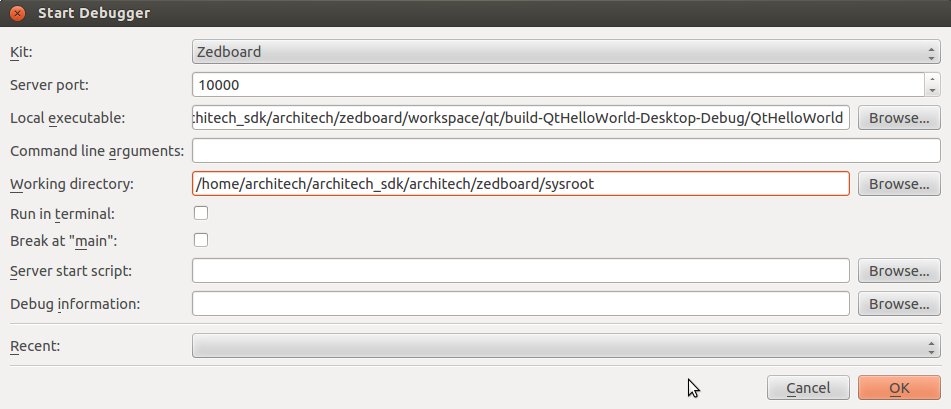 Start Debugger
Kit: Zedboard
Server port: 10000
Local executable: chitech_sdk/architech/zedboard/workspace/qt/build-QtHelloWorld-Desktop-Debug/QtHelloWorld Browse...
Command line arguments:
Working directory: /home/architech/architech_sdk/architech/zedboard/sysroot Browse...
Run in terminal:
Break at "main":
Server start script: Browse...
Debug information: Browse...
Recent:
Cancel OK